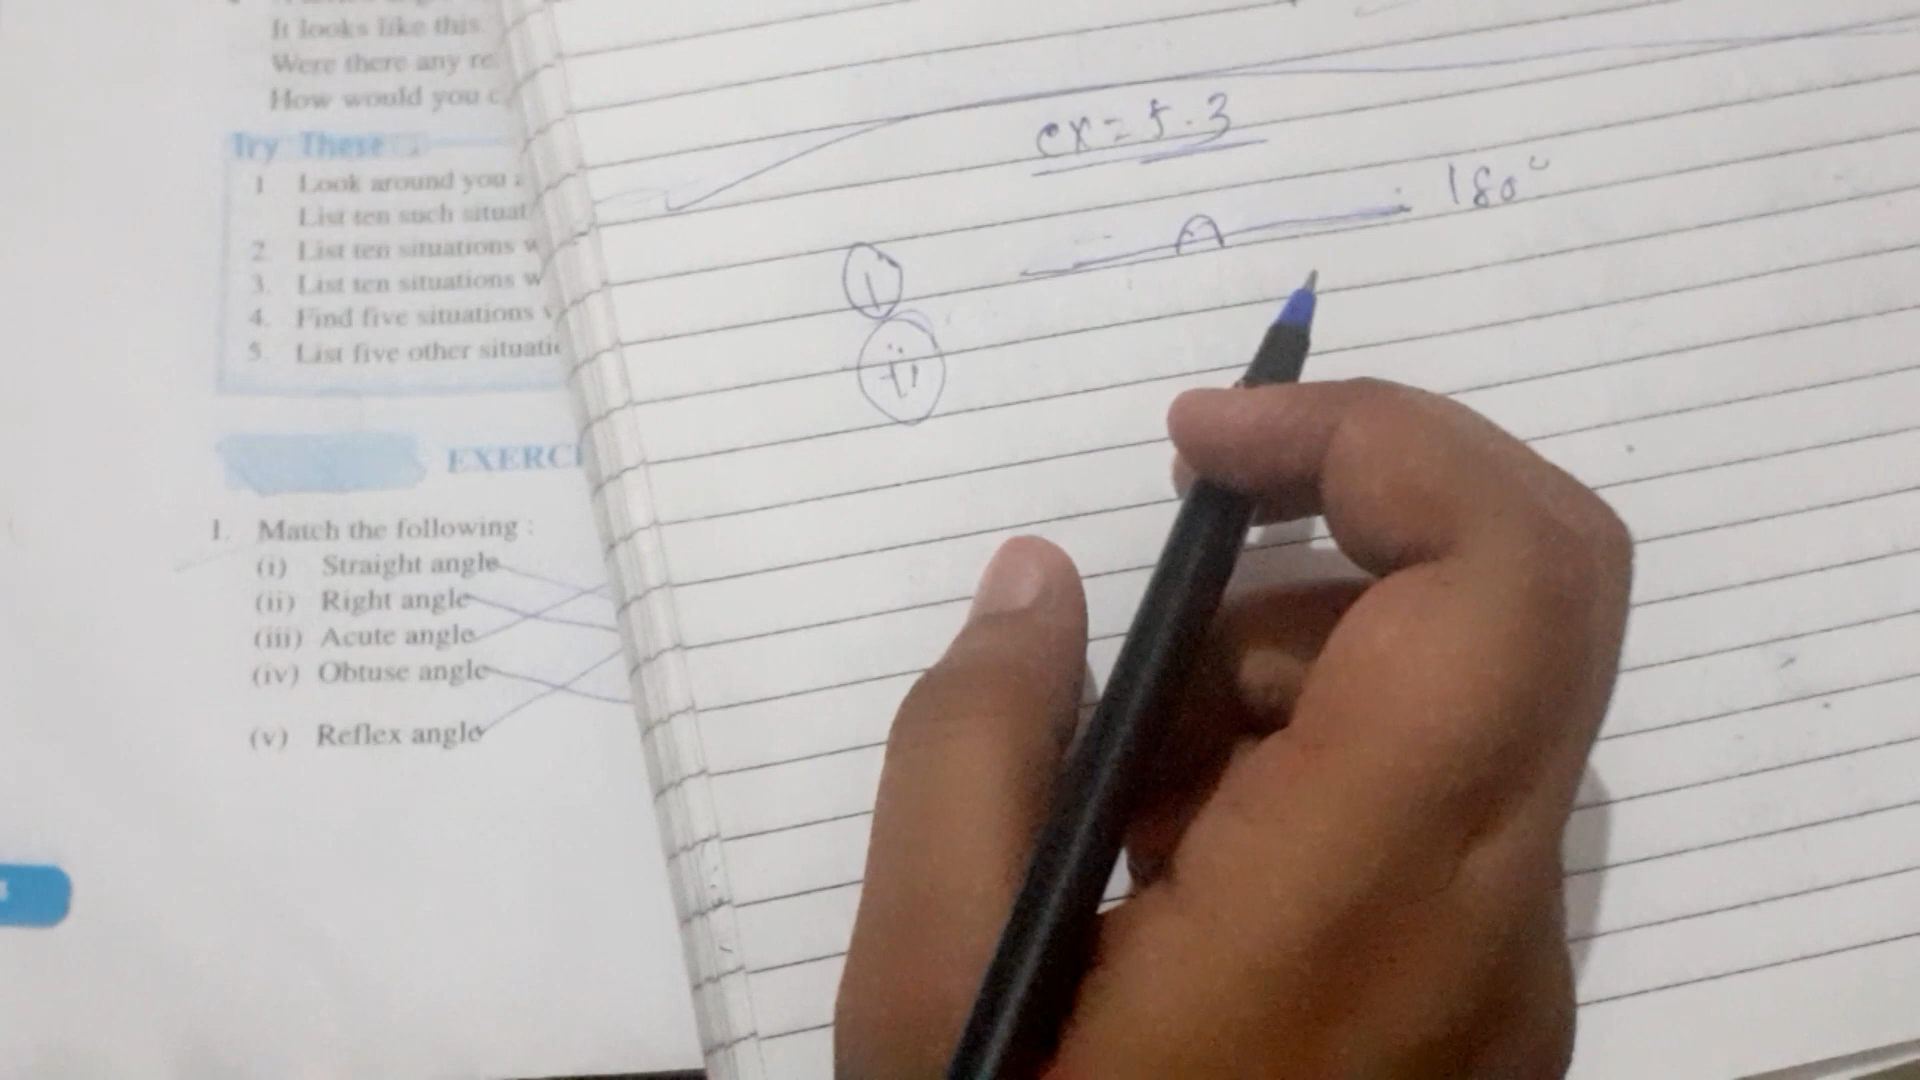 It looks like this.
Were there any re
How would you c
Try These
1 Look around you a
List ten such situat
2. List ten situations w
3. List ten situations w
4. Find five situations
5. List five other situati
EXERCI
1. Match the following :
(i) Straight angle
(ii) Right angle
(iii) Acute angle
(iv) Obtuse angle
(v) Reflex angle
ex = 5.3
i
180°
ii